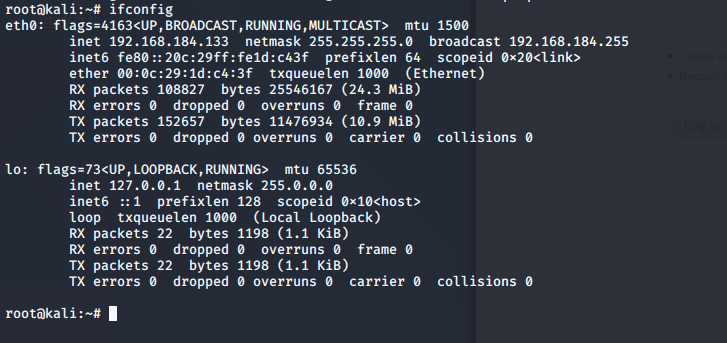 root@kali:~# ifconfig
eth0: flags=4163<UP,BROADCAST,RUNNING,MULTICAST>  mtu 1500
        inet 192.168.184.133  netmask 255.255.255.0  broadcast 192.168.184.255
        inet6 fe80::20c:29ff:fe1d:c43f  prefixlen 64  scopeid 0×20<link>
        ether 00:0c:29:1d:c4:3f  txqueuelen 1000  (Ethernet)
        RX packets 108827  bytes 25546167 (24.3 MiB)
        RX errors 0  dropped 0  overruns 0  frame 0
        TX packets 152657  bytes 11476934 (10.9 MiB)
        TX errors 0  dropped 0 overruns 0  carrier 0  collisions 0

lo: flags=73<UP,LOOPBACK,RUNNING>  mtu 65536
        inet 127.0.0.1  netmask 255.0.0.0
        inet6 ::1  prefixlen 128  scopeid 0×10<host>
        loop  txqueuelen 1000  (Local Loopback)
        RX packets 22  bytes 1198 (1.1 KiB)
        RX errors 0  dropped 0  overruns 0  frame 0
        TX packets 22  bytes 1198 (1.1 KiB)
        TX errors 0  dropped 0 overruns 0  carrier 0  collisions 0

root@kali:~#
Request
Log in